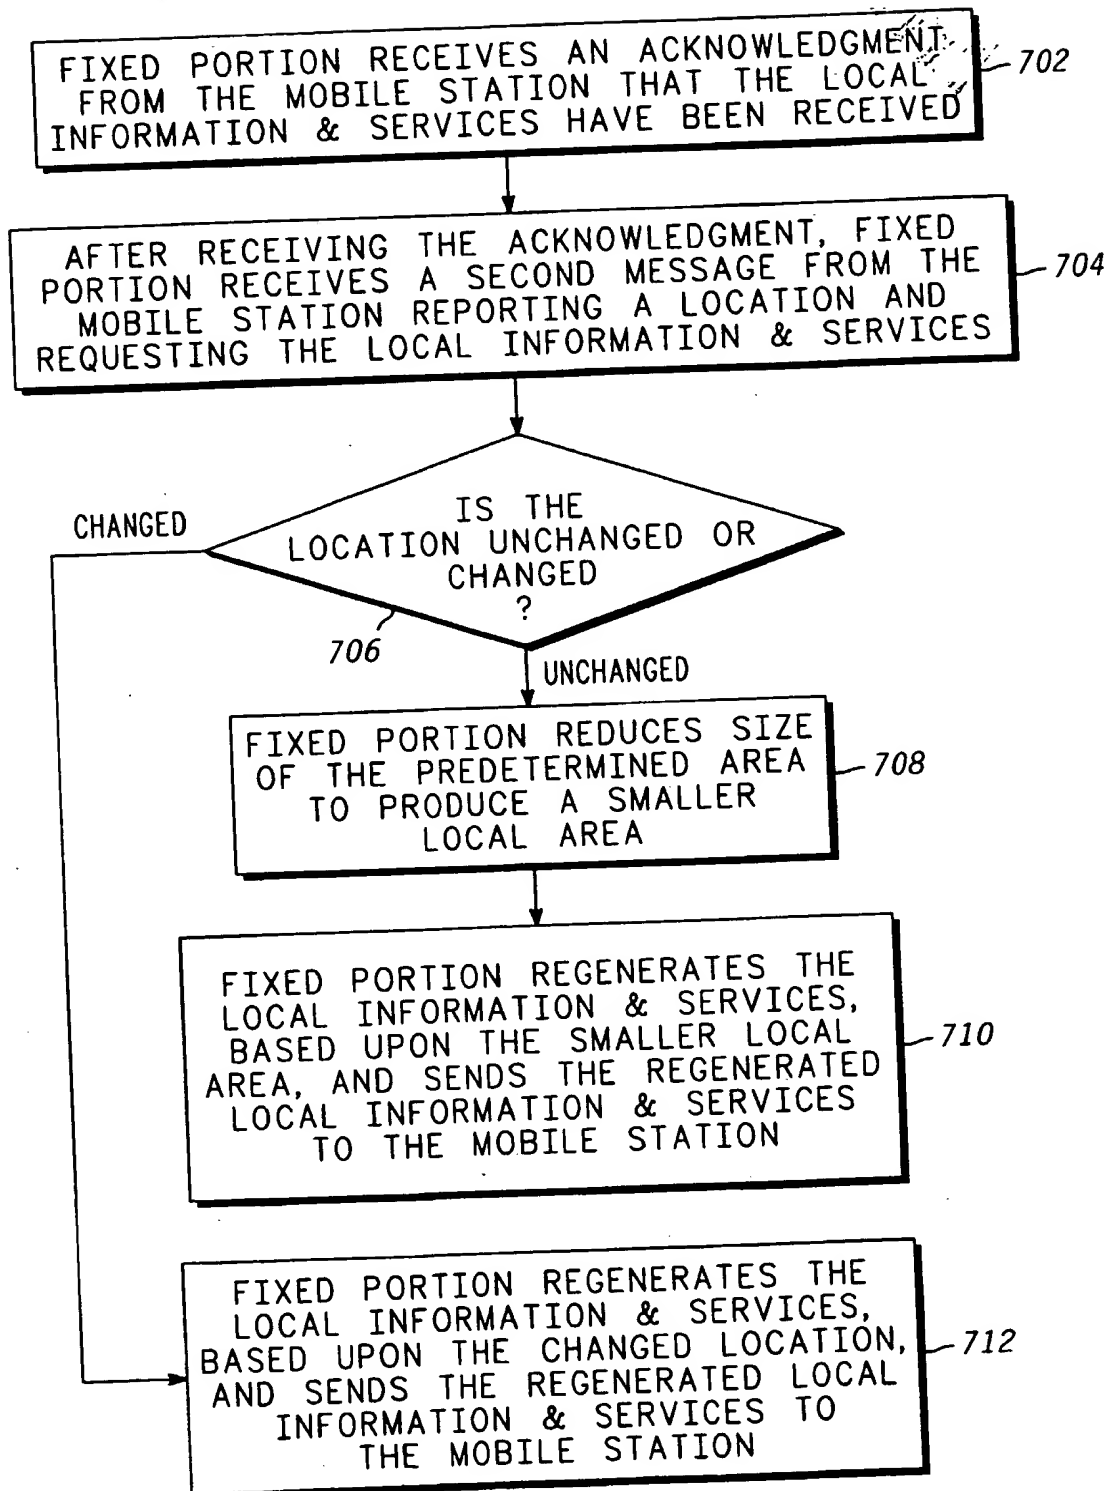 FIXED PORTION RECEIVES AN ACKNOWLEDGMENT
FROM THE MOBILE STATION THAT THE LOCAL
INFORMATION & SERVICES HAVE BEEN RECEIVED
702
AFTER RECEIVING THE ACKNOWLEDGMENT, FIXED
PORTION RECEIVES A SECOND MESSAGE FROM THE
MOBILE STATION REPORTING A LOCATION AND
REQUESTING THE LOCAL INFORMATION & SERVICES
704
IS THE
LOCATION UNCHANGED OR
CHANGED
?
706
CHANGED
UNCHANGED
FIXED PORTION REDUCES SIZE
OF THE PREDETERMINED AREA
TO PRODUCE A SMALLER
LOCAL AREA
708
FIXED PORTION REGENERATES THE
LOCAL INFORMATION & SERVICES,
BASED UPON THE SMALLER LOCAL
AREA, AND SENDS THE REGENERATED
LOCAL INFORMATION & SERVICES
TO THE MOBILE STATION
710
FIXED PORTION REGENERATES THE
LOCAL INFORMATION & SERVICES,
BASED UPON THE CHANGED LOCATION,
AND SENDS THE REGENERATED LOCAL
INFORMATION & SERVICES TO
THE MOBILE STATION
712